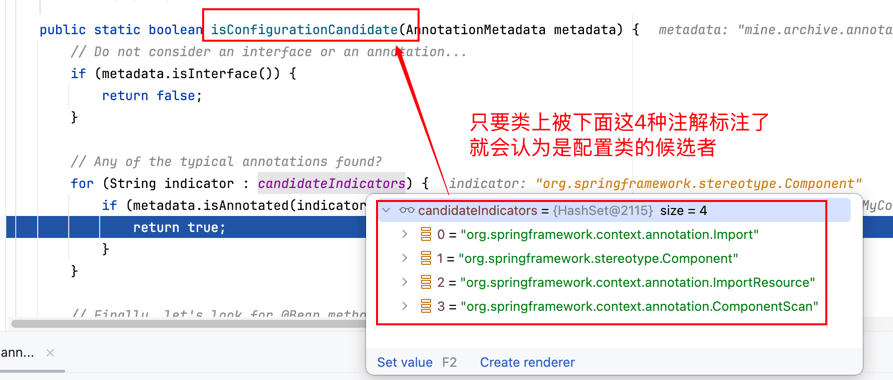 public static boolean isConfigurationCandidate(AnnotationMetadata metadata) {   metadata: "mine.archive.annota
// Do not consider an interface or an annotation...
if (metadata.isInterface()) {
return false;
}
只要类上被下面这4种注解标注了
就会认为是配置类的候选者
// Any of the typical annotations found?
for (String indicator : candidateIndicators) {   indicator: "org.springframework.stereotype.Component"
if (metadata.isAnnotated(indicator
MyCo
return true;
}
}
// Finally, let's look for @Bean metho
candidateIndicators = {HashSet@2115} size = 4
0 = "org.springframework.context.annotation.Import"
1 = "org.springframework.stereotype.Component"
2 = "org.springframework.context.annotation.ImportResource"
3 = "org.springframework.context.annotation.ComponentScan"
Set value F2 Create renderer
ann... ×